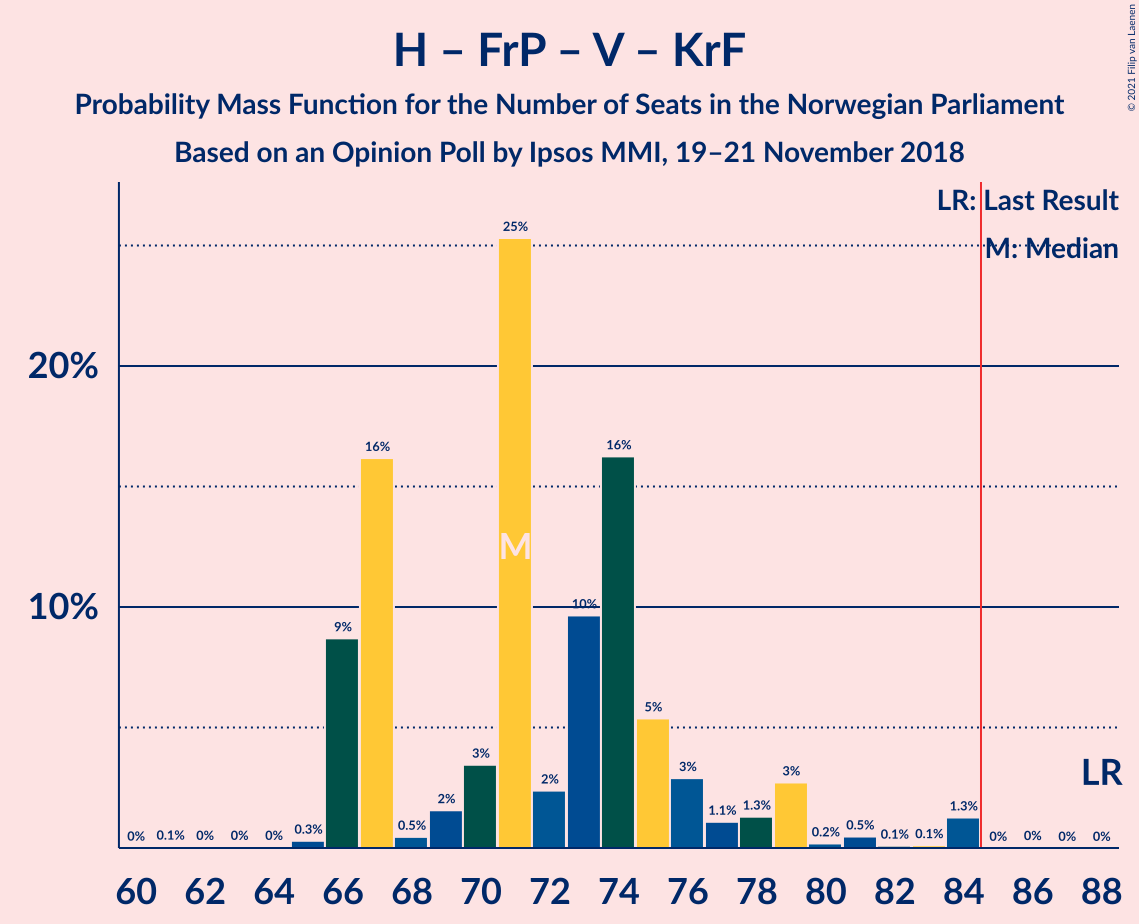 H – FrP – V – KrF
Probability Mass Function for the Number of Seats in the Norwegian Parliament
Based on an Opinion Poll by Ipsos MMI, 19–21 November 2018
© 2021 Filip van Laenen
LR: Last Result
M: Median
20%
10%
0% 0.1% 0% 0% 0% 0.3% 9% 16% 0.5% 2% 3% 25% 2% 10% 16% 5% 3% 1.1% 1.3% 3% 0.2% 0.5% 0.1% 0.1% 1.3% 0% 0% 0% 0%
M
LR
60 62 64 66 68 70 72 74 76 78 80 82 84 86 88